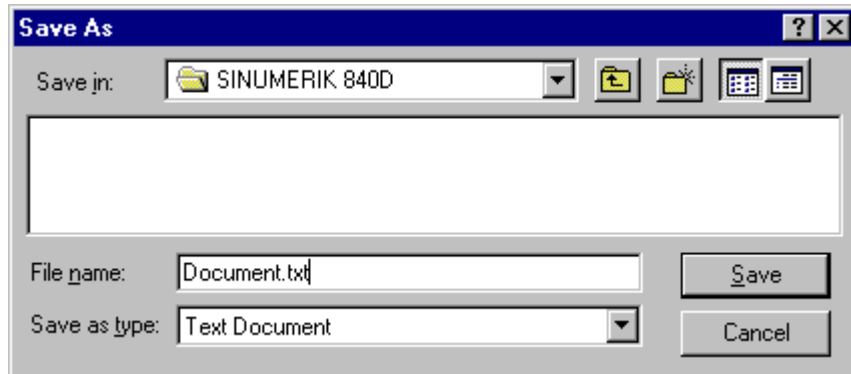 Save As
Save in: SINUMERIK 840D
File name: Document.txt Save
Save as type: Text Document Cancel